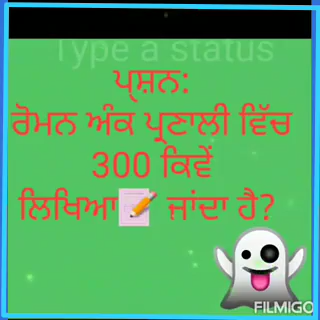 Type a status
ਪ੍ਰਸ਼ਨ:
ਰੋਮਨ ਅੰਕ ਪ੍ਰਣਾਲੀ ਵਿੱਚ
300 ਕਿਵੇਂ
ਲਿਖਿਆ📝 ਜਾਂਦਾ ਹੈ?
FILMIGO